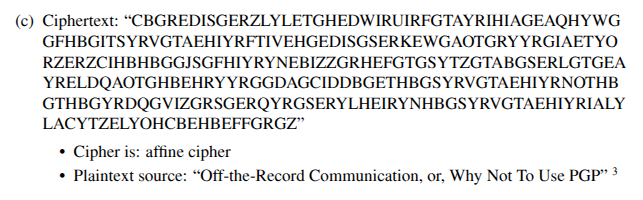 (c) Ciphertext: “CBGREDISGERZLYLETGHEDWIRUIRFGTAYRIHIAGEAQHYWG
GFHBGITSYRVGTAEHIYRFTIVEHGEDISGSERKEWGAOTGRYYRGIAETYO
RZERZCIHBHBGGJSGFHIYRYNEBIZZGRHEFGTGSYTZGTABGSERLGTGEA
YRELDQAOTGHBEHRYYRGGDAGCIDDBGETHBGSYRVGTAEHIYRNOTHB
GTHBGYRDQGVIZGRSGERQYRGSERYLHEIRYNHBGSYRVGTAEHIYRIALY
LACYTZELYOHCBEHBEFFGRGZ”
• Cipher is: affine cipher
• Plaintext source: “Off-the-Record Communication, or, Why Not To Use PGP” 3